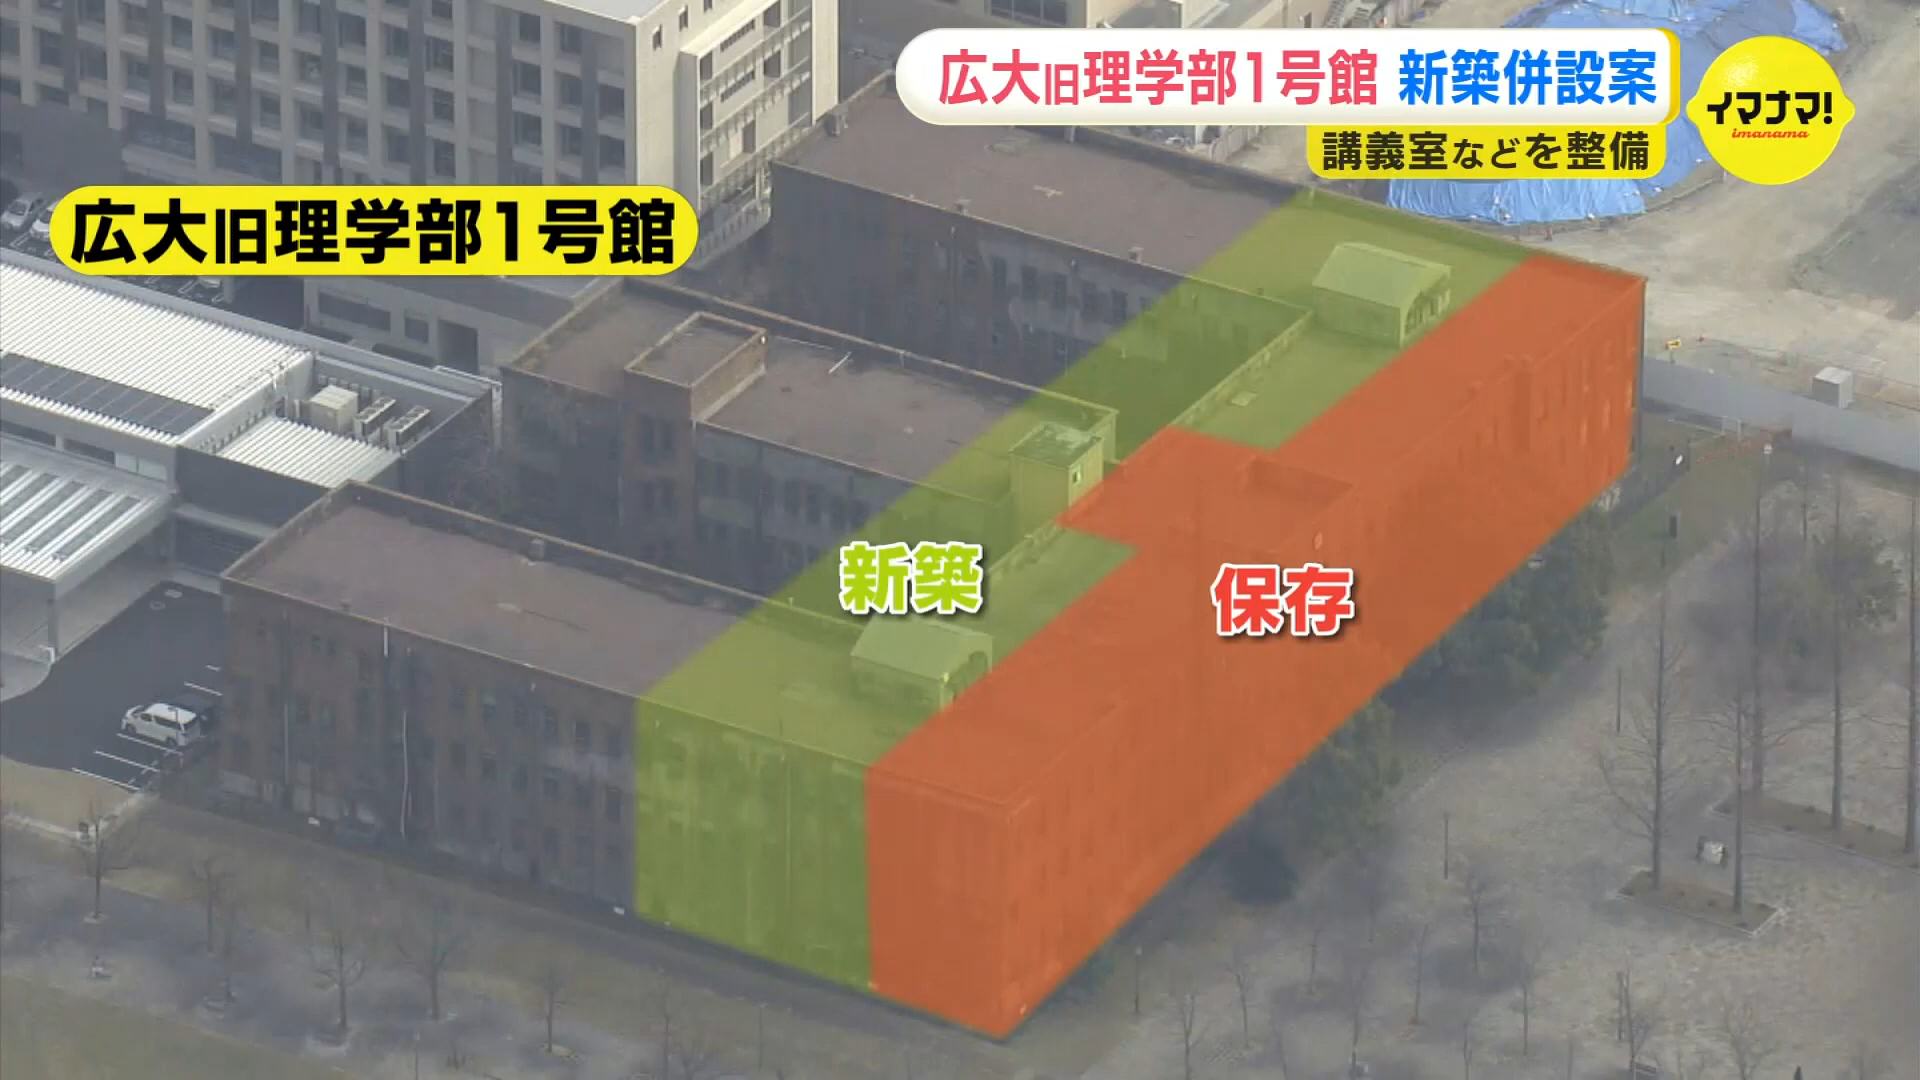 広大旧理学部1号館 新築併設案
講義室などを整備
イマナマ!
imanama
広大旧理学部1号館
新築
保存